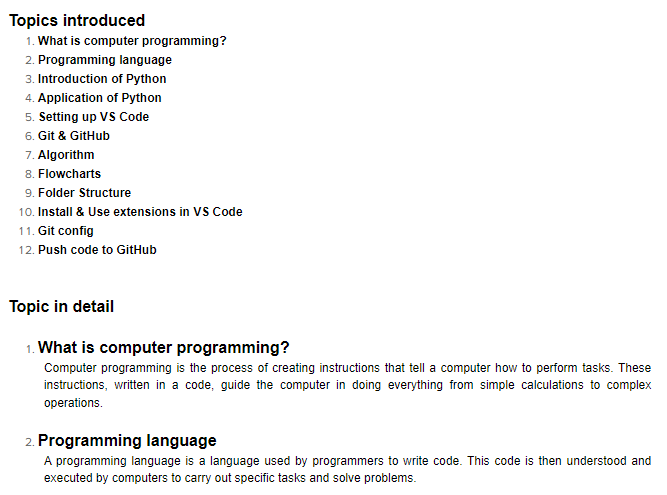 Topics introduced
1. What is computer programming?
2. Programming language
3. Introduction of Python
4. Application of Python
5. Setting up VS Code
6. Git & GitHub
7. Algorithm
8. Flowcharts
9. Folder Structure
10. Install & Use extensions in VS Code
11. Git config
12. Push code to GitHub
Topic in detail
1. What is computer programming?
Computer programming is the process of creating instructions that tell a computer how to perform tasks. These
instructions, written in a code, guide the computer in doing everything from simple calculations to complex
operations.
2. Programming language
A programming language is a language used by programmers to write code. This code is then understood and
executed by computers to carry out specific tasks and solve problems.